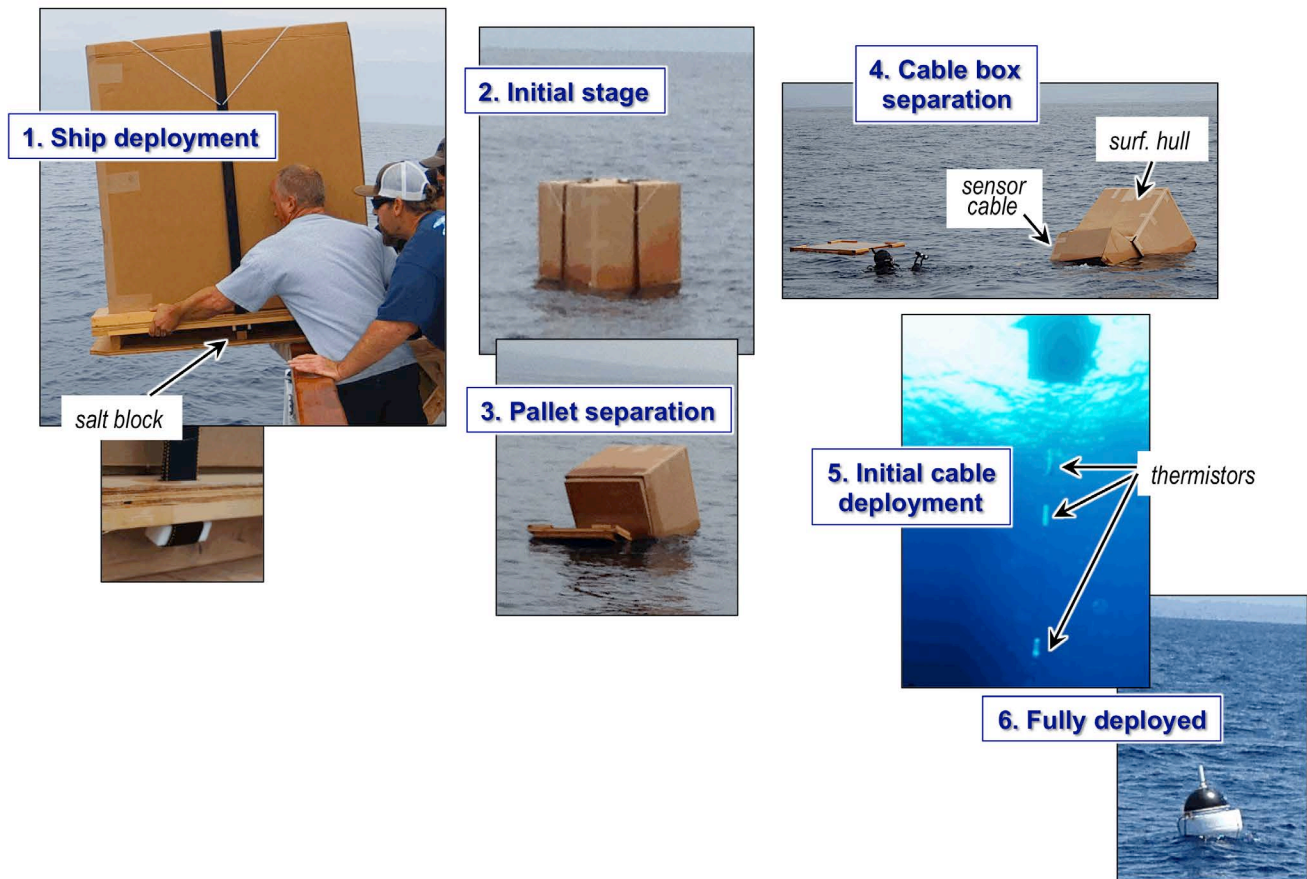 1. Ship deployment
salt block
2. Initial stage
3. Pallet separation
4. Cable box
separation
surf. hull
sensor
cable
5. Initial cable
deployment
thermistors
6. Fully deployed